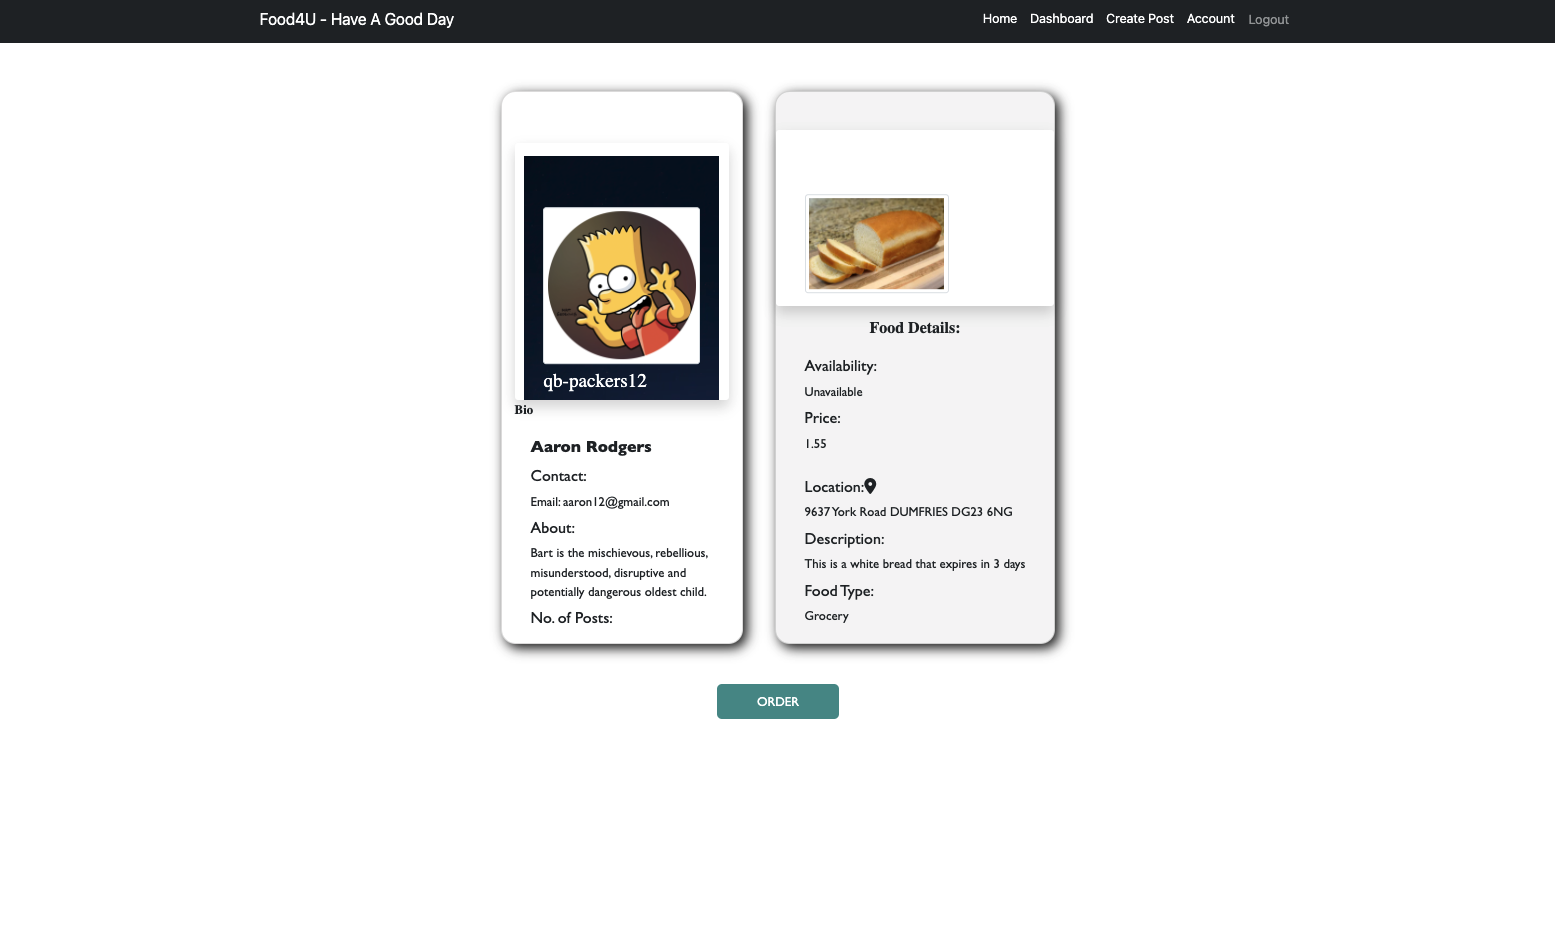 Food4U - Have A Good Day
Home Dashboard Create Post Account Logout
qb-packers12
Bio
Aaron Rodgers
Contact:
Email: aaron12@gmail.com
About:
Bart is the mischievous, rebellious,
misunderstood, disruptive and
potentially dangerous oldest child.
No. of Posts:
Food Details:
Availability:
Unavailable
Price:
1.55
Location:
9637 York Road DUMFRIES DG23 6NG
Description:
This is a white bread that expires in 3 days
Food Type:
Grocery
ORDER